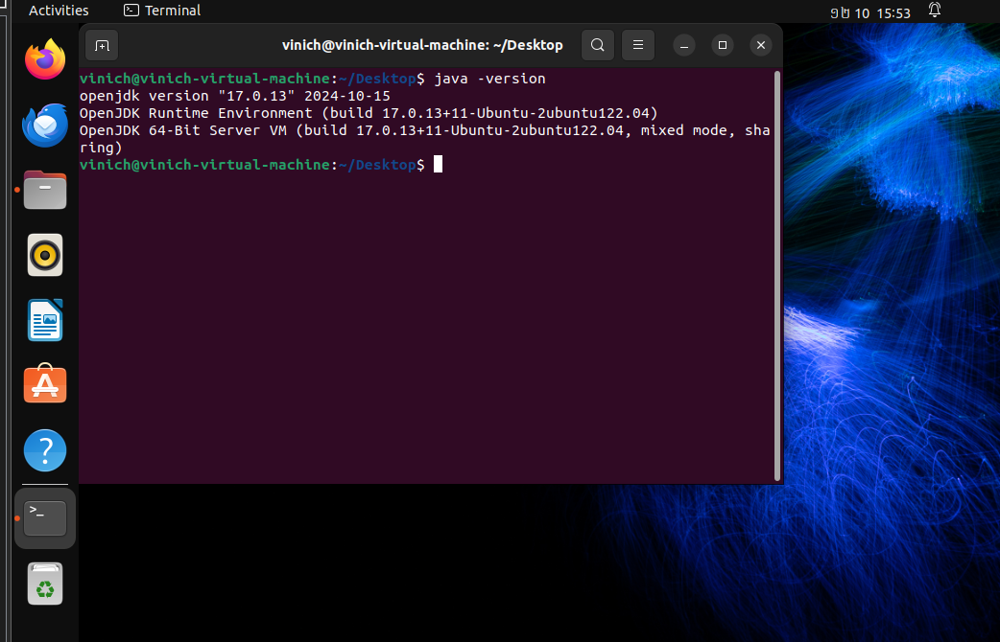 Activities
Terminal
ທັນ 10 15:53
vinich@vinich-virtual-machine: ~/Desktop
vinich@vinich-virtual-machine:~/Desktop$ java -version
openjdk version "17.0.13" 2024-10-15
OpenJDK Runtime Environment (build 17.0.13+11-Ubuntu-2ubuntu122.04)
OpenJDK 64-Bit Server VM (build 17.0.13+11-Ubuntu-2ubuntu122.04, mixed mode, sha
ring)
vinich@vinich-virtual-machine:~/Desktop$